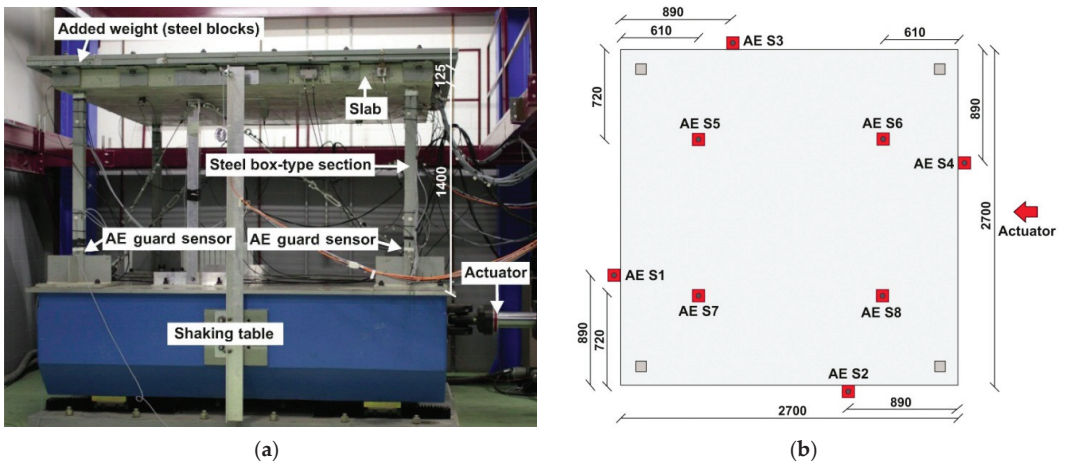 Added weight (steel blocks)
125
Slab
Steel box-type section
1400
AE guard sensor
AE guard sensor
Actuator
Shaking table
(a)
890
AE S3
610
610
720
AE S5
AE S6
890
AE S4
2700
Actuator
AE S1
AE S7
AE S8
890
720
AE S2
2700
890
(b)